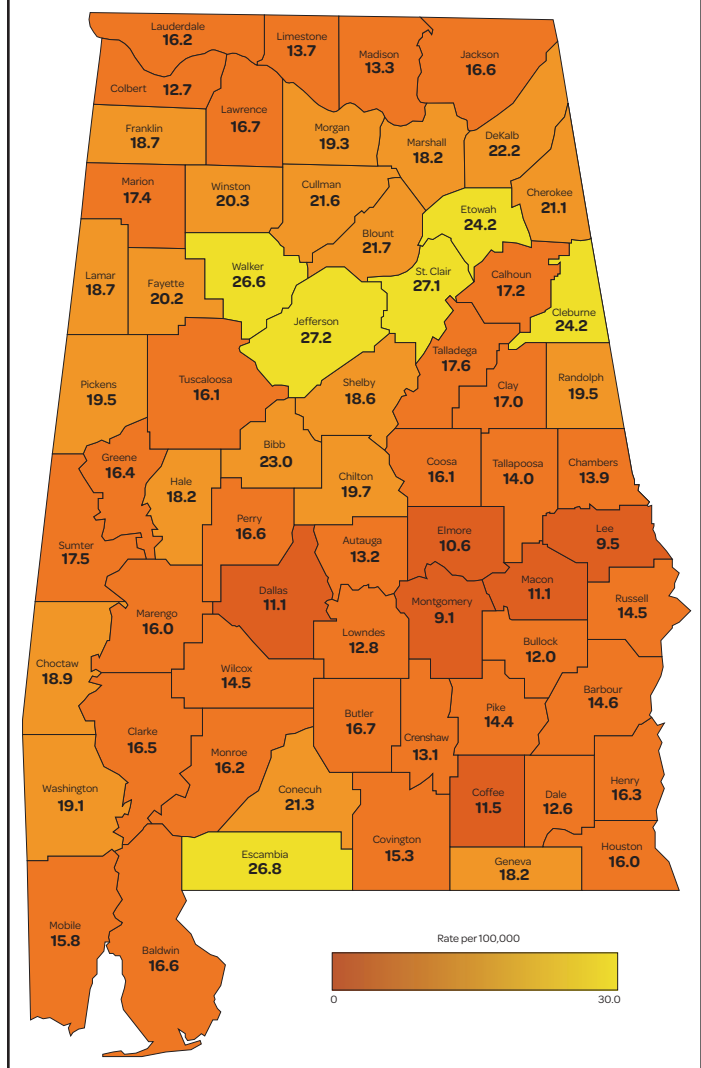 Lauderdale
16.2
Limestone
13.7
Madison
13.3
Jackson
16.6
Colbert 12.7
Lawrence
16.7
Franklin
18.7
Morgan
19.3
Marshall
18.2
DeKalb
22.2
Marion
17.4
Winston
20.3
Cullman
21.6
Cherokee
21.1
Etowah
24.2
Blount
21.7
Walker
26.6
St. Clair
27.1
Calhoun
17.2
Lamar
18.7
Fayette
20.2
Cleburne
24.2
Jefferson
27.2
Talladega
17.6
Pickens
19.5
Tuscaloosa
16.1
Shelby
18.6
Clay
17.0
Randolph
19.5
Bibb
23.0
Greene
16.4
Hale
18.2
Chilton
19.7
Coosa
16.1
Tallapoosa
14.0
Chambers
13.9
Perry
16.6
Sumter
17.5
Autauga
13.2
Elmore
10.6
Lee
9.5
Dallas
11.1
Macon
11.1
Montgomery
9.1
Russell
14.5
Marengo
16.0
Lowndes
12.8
Bullock
12.0
Choctaw
18.9
Wilcox
14.5
Barbour
14.6
Clarke
16.5
Butler
16.7
Pike
14.4
Crenshaw
13.1
Monroe
16.2
Washington
19.1
Conecuh
21.3
Coffee
11.5
Dale
12.6
Henry
16.3
Covington
15.3
Escambia
26.8
Geneva
18.2
Houston
16.0
Mobile
15.8
Baldwin
16.6
Rate per 100,000
0
30.0